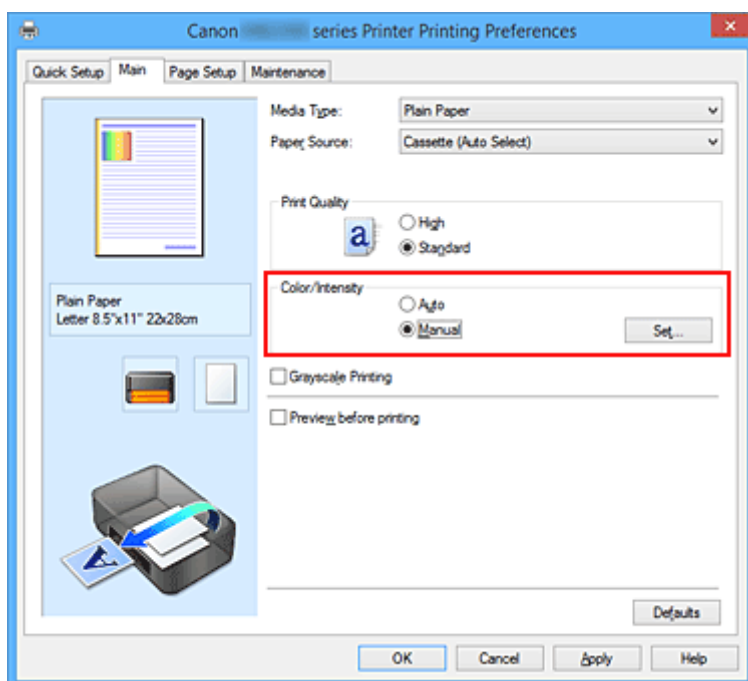 Canon series Printer Printing Preferences
Quick Setup Main Page Setup Maintenance
Media Type: Plain Paper
Paper Source: Cassette (Auto Select)
Print Quality
a
High
Standard
Color/Intensity
Auto
Manual
Set...
Plain Paper
Letter 8.5"x11" 22x28cm
Grayscale Printing
Preview before printing
A
Defaults
OK Cancel Apply Help